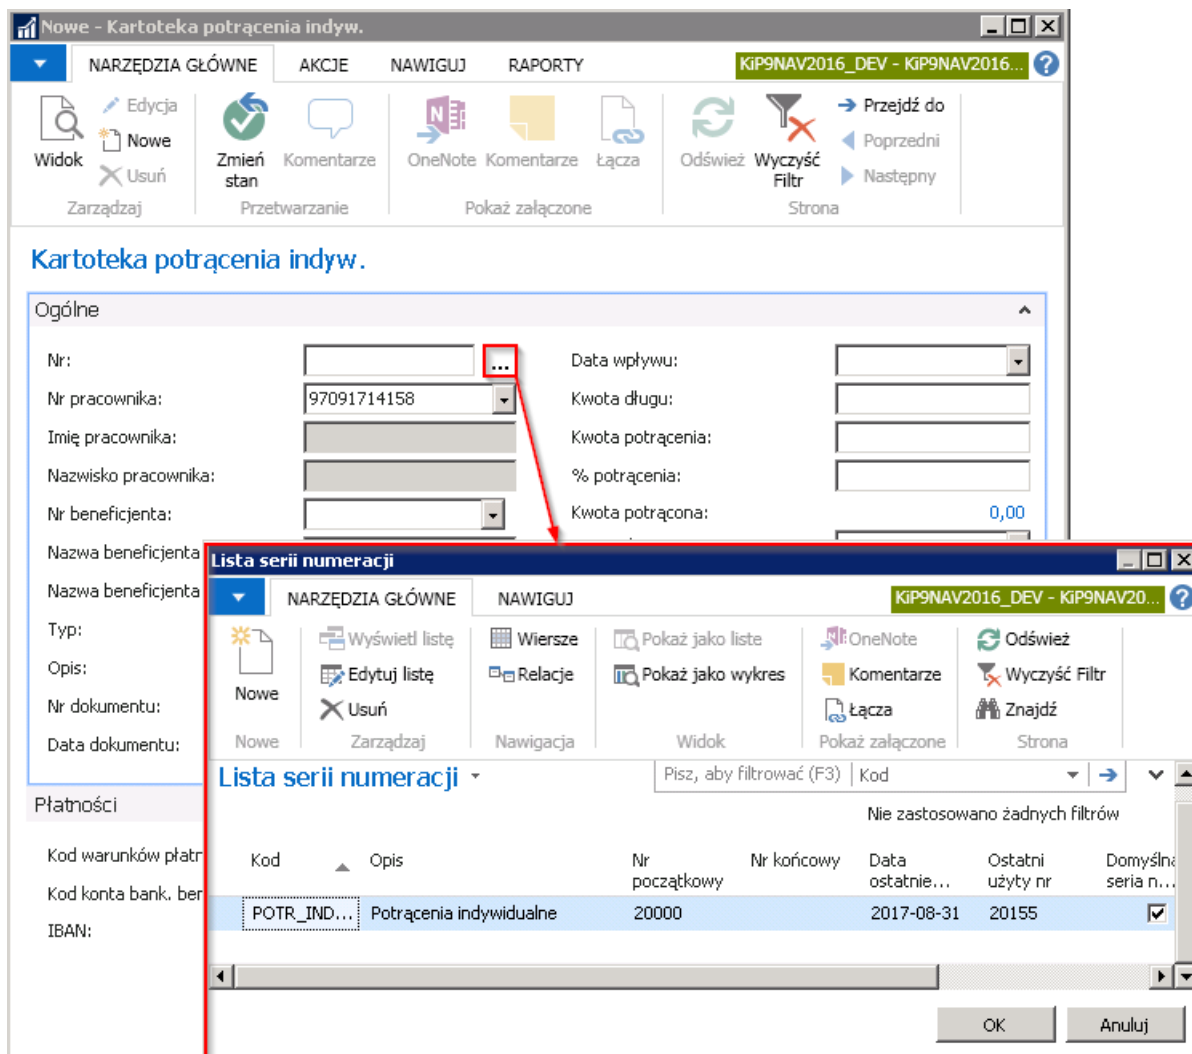 Nowe - Kartoteka potrącenia indyw.
NARZĘDZIA GŁÓWNE AKCJE NAWIGUJ RAPORTY KiP9NAV2016_DEV - KiP9NAV2016...
Widok
Edycja
Nowe
Usuń
Zmień stan
Komentarze
OneNote Komentarze Łącza
Odśwież
Wyczyść Filtr
Przejdź do
Poprzedni
Następny
Zarządzaj Przetwarzanie Pokaż załączone Strona
Kartoteka potrącenia indyw.
Ogólne
Nr: ... Data wpływu:
Nr pracownika: 97091714158 Kwota długu:
Imię pracownika: Kwota potrącenia:
Nazwisko pracownika: % potrącenia:
Nr beneficjenta: Kwota potrącona: 0,00
Nazwa beneficjenta
Nazwa beneficjenta
Typ:
Opis:
Nr dokumentu:
Data dokumentu:
Płatności
Kod warunków płatr
Kod konta bank. ber
IBAN:
Lista serii numeracji
NARZĘDZIA GŁÓWNE NAWIGUJ KiP9NAV2016_DEV - KiP9NAV20...
Nowe
Wyświetl listę
Edytuj listę
Usuń
Wiersze
Relacje
Pokaż jako liste
Pokaż jako wykres
OneNote
Komentarze
Łącza
Odśwież
Wyczyść Filtr
Znajdź
Nowe Zarządzaj Nawigacja Widok Pokaż załączone Strona
Lista serii numeracji Pisz, aby filtrować (F3) Kod
Nie zastosowano żadnych filtrów
Kod Opis Nr początkowy Nr końcowy Data ostatnie... Ostatni użyty nr Domyślna seria n...
POTR_IND... Potrącenia indywidualne 20000 2017-08-31 20155
OK Anuluj